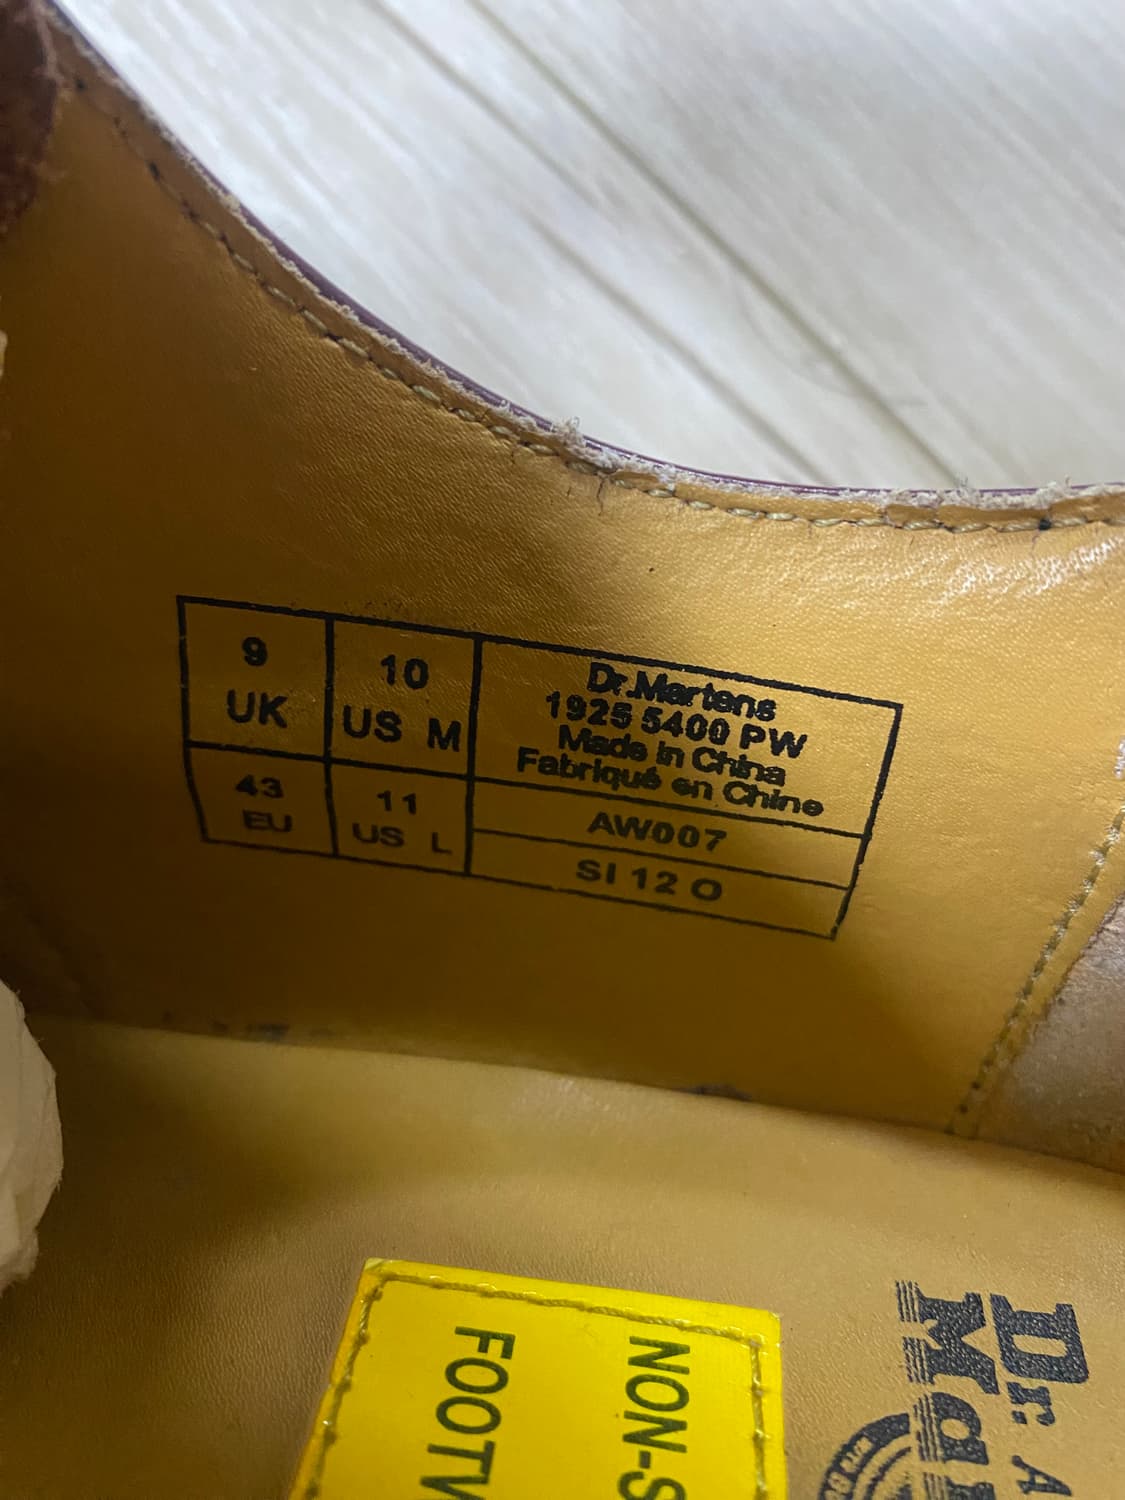 9
UK
10
US M
43
EU
11
US L
Dr.Martens
1925 5400 PW
Made in China
Fabriqué en Chine
AW007
SI 12 O
NON-S
FOOTW
Dr.
Mar